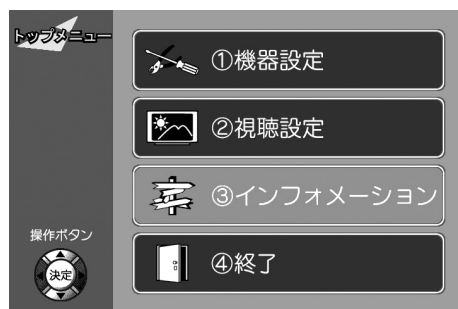 トップメニュー
①機器設定
②視聴設定
③インフォメーション
④終了
操作ボタン
決定